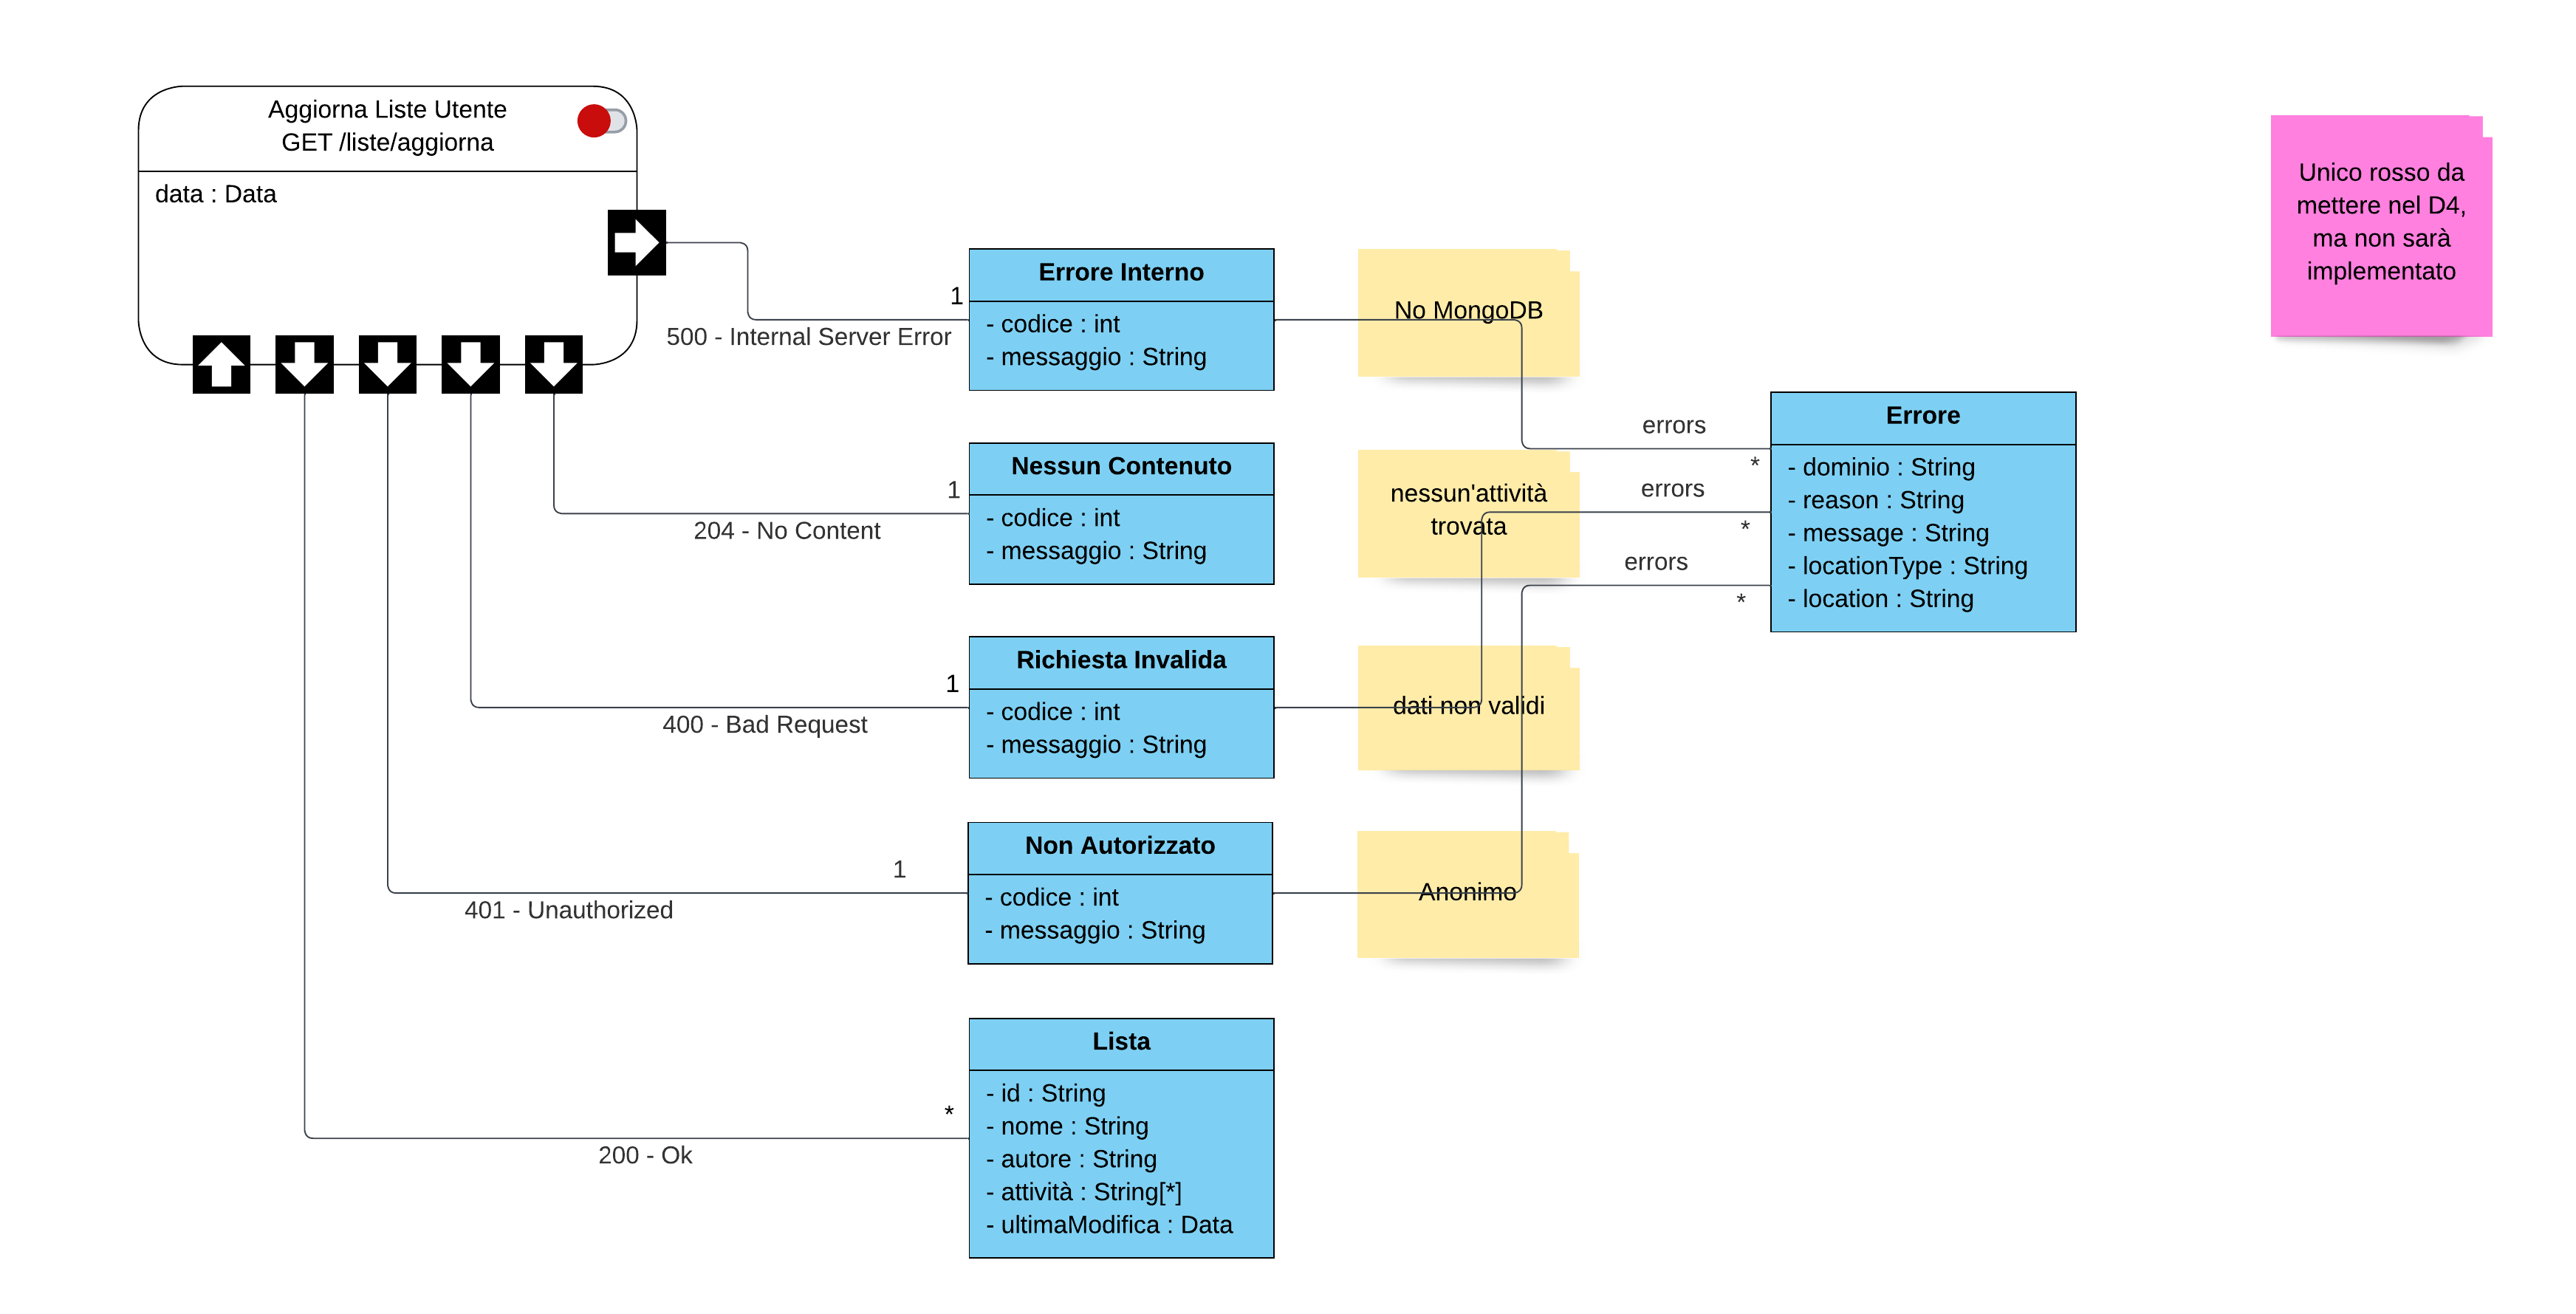 Aggiorna Liste Utente
GET /liste/aggiorna
data : Data
Unico rosso da
mettere nel D4,
ma non sarà
implementato
500 - Internal Server Error
1
Errore Interno
- codice : int
- messaggio : String
No MongoDB
204 - No Content
1
Nessun Contenuto
- codice : int
- messaggio : String
nessun'attività
trovata
errors
*
errors
*
errors
*
Errore
- dominio : String
- reason : String
- message : String
- locationType : String
- location : String
400 - Bad Request
1
Richiesta Invalida
- codice : int
- messaggio : String
dati non validi
401 - Unauthorized
1
Non Autorizzato
- codice : int
- messaggio : String
Anonimo
200 - Ok
*
Lista
- id : String
- nome : String
- autore : String
- attività : String[*]
- ultimaModifica : Data